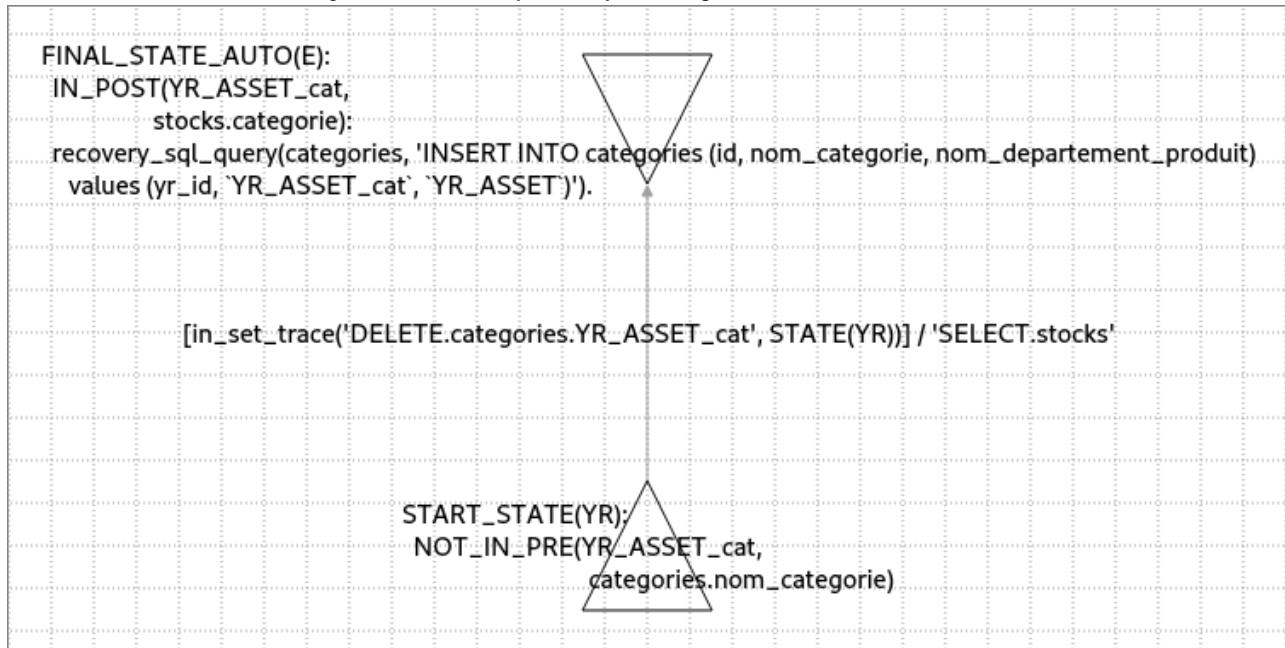 FINAL_STATE_AUTO(E):
IN_POST(YR_ASSET_cat,
stocks.categorie):
recovery_sql_query(categories, 'INSERT INTO categories (id, nom_categorie, nom_departement_produit)
values (yr_id, `YR_ASSET_cat`, `YR_ASSET`)').
[in_set_trace('DELETE.categories.YR_ASSET_cat', STATE(YR))] / 'SELECT.stocks'
START_STATE(YR):
NOT_IN_PRE(YR_ASSET_cat,
categories.nom_categorie)